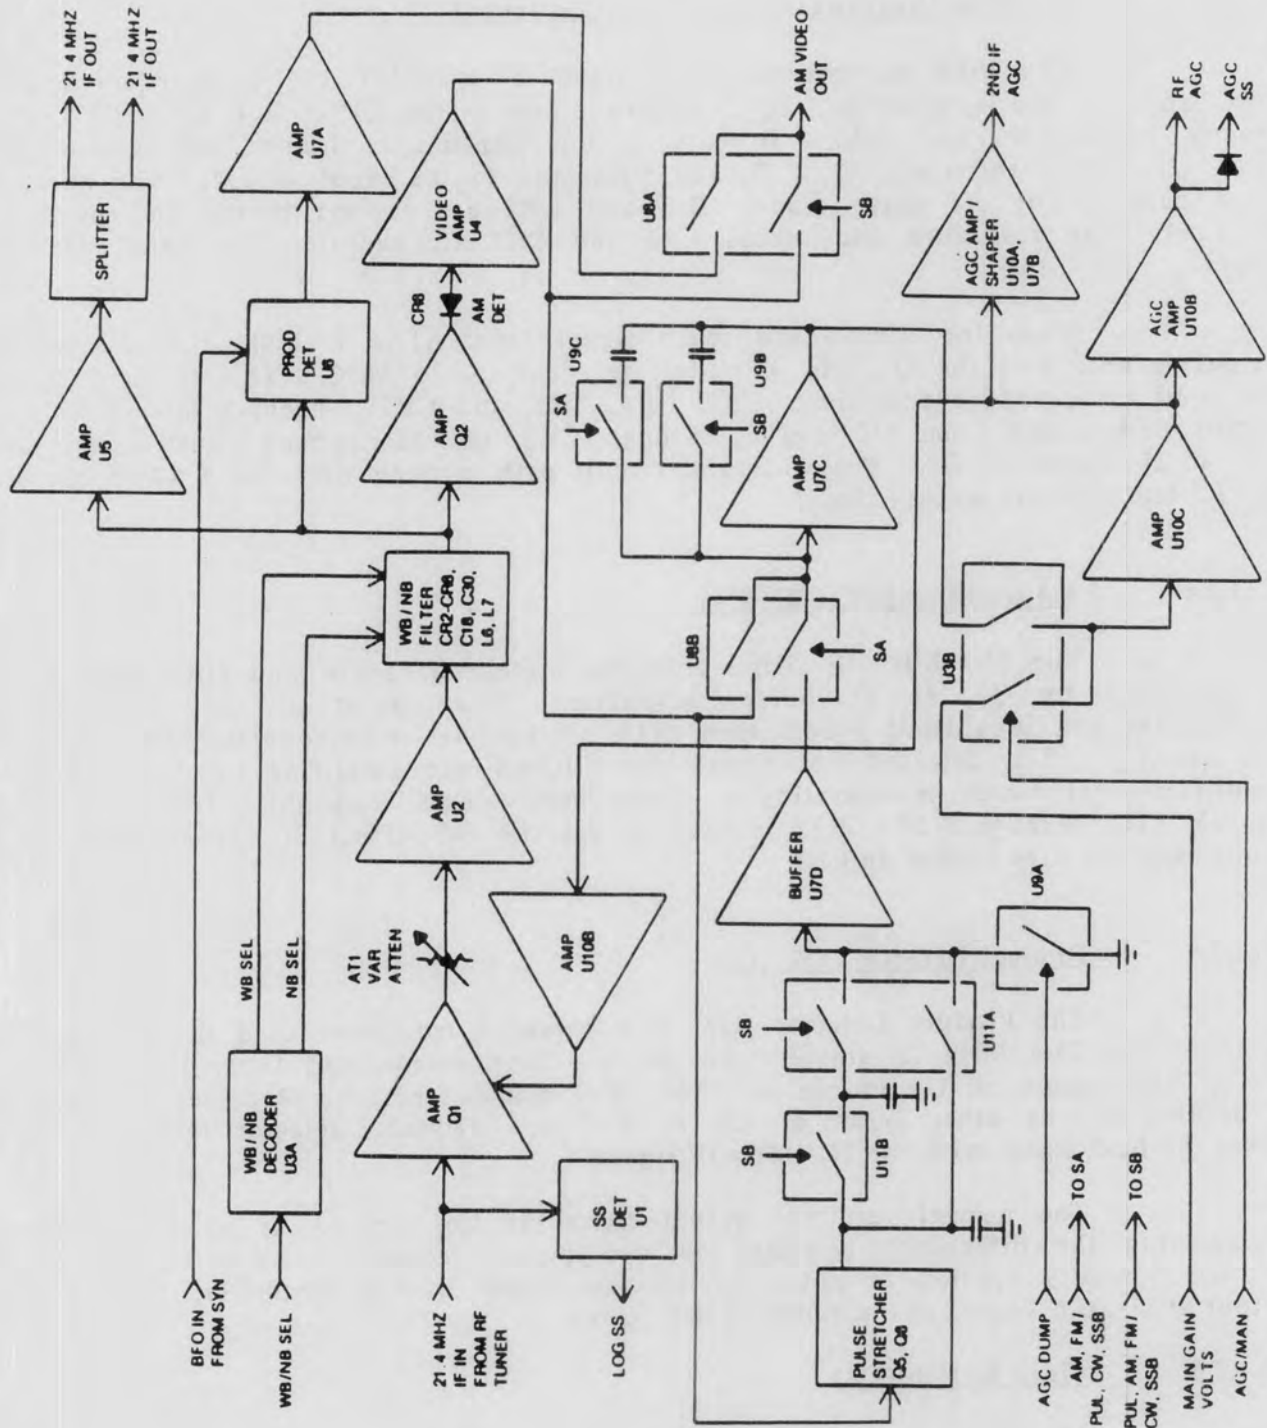 21.4 MHZ
IF OUT
21.4 MHZ
IF OUT
SPLITTER
AMP
U5
AMP
U7A
PROD
DET
U6
CR8
AM
DET
VIDEO
AMP
U4
AMP
Q2
WB/NB
FILTER
CR2-CR6,
C18, C30,
L6, L7
AMP
U2
AT1
VAR
ATTEN
AMP
U10B
AMP
Q1
WB SEL
NB SEL
WB/NB
DECODER
U3A
SS
DET
U1
BFO IN
FROM SYN
WB/NB SEL
21.4 MHZ
IF IN
FROM RF
TUNER
LOG SS
AM VIDEO
OUT
U8A
SB
U9C
SA
U9B
SB
AMP
U7C
U8B
SA
BUFFER
U7D
SB
U11A
SB
U11B
PULSE
STRETCHER
Q5, Q6
U9A
2ND IF
AGC
AGC AMP/
SHAPER
U10A,
U7B
RF
AGC
AGC
SS
AGC
AMP
U10B
AMP
U10C
U3B
AGC DUMP
AM, FM/
PUL, CW, SSB
TO SA
PUL, AM, FM/
CW, SSB
TO SB
MAIN GAIN
VOLTS
AGC/MAN